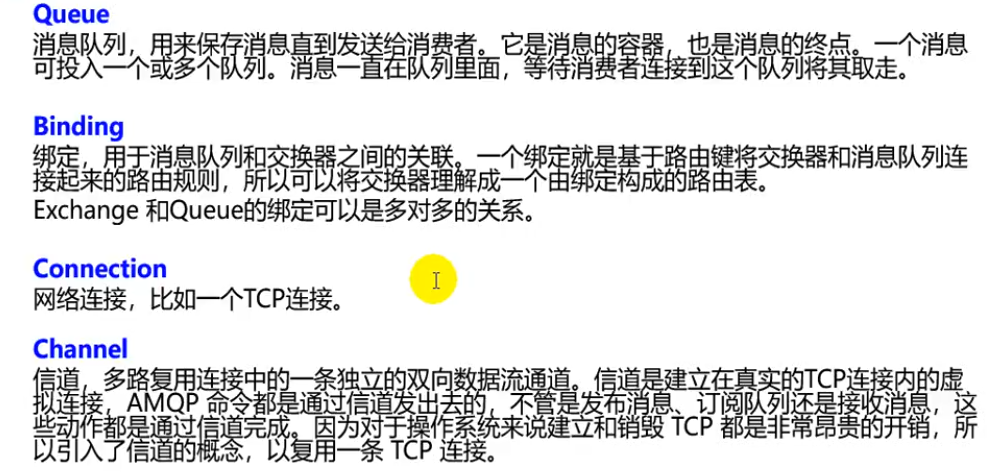 Queue
消息队列，用来保存消息直到发送给消费者。它是消息的容器，也是消息的终点。一个消息
可投入一个或多个队列。消息一直在队列里面，等待消费者连接到这个队列将其取走。
Binding
绑定，用于消息队列和交换器之间的关联。一个绑定就是基于路由键将交换器和消息队列连
接起来的路由规则，所以可以将交换器理解成一个由绑定构成的路由表。
Exchange 和Queue的绑定可以是多对多的关系。
Connection
网络连接，比如一个TCP连接。
Channel
信道，多路复用连接中的一条独立的双向数据流通道。信道是建立在真实的TCP连接内的虚
拟连接，AMQP 命令都是通过信道发出去的，不管是发布消息、订阅队列还是接收消息，这
些动作都是通过信道完成。因为对于操作系统来说建立和销毁 TCP 都是非常昂贵的开销，所
以引入了信道的概念，以复用一条 TCP 连接。